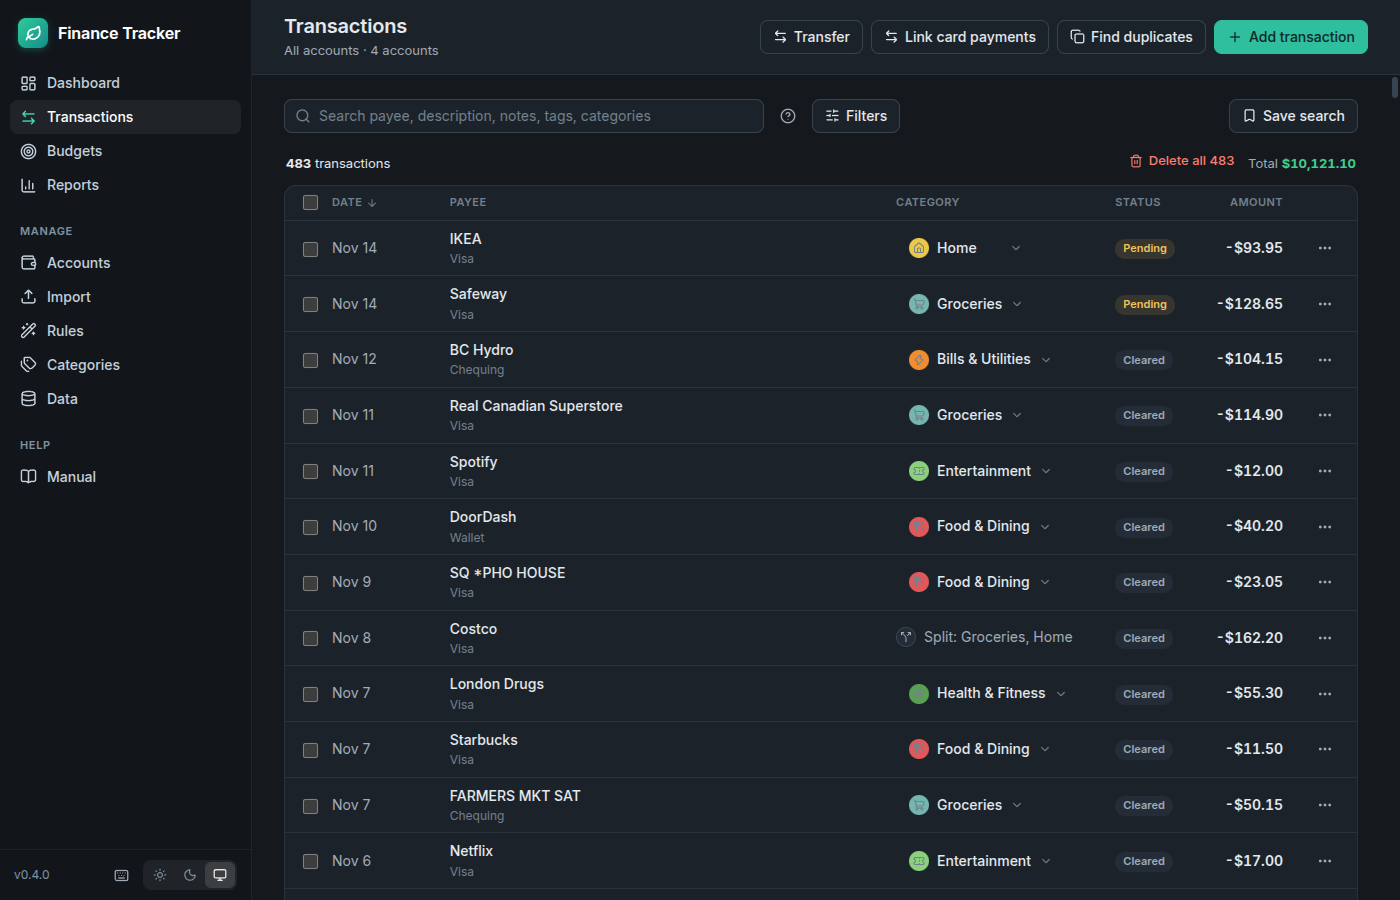 Finance Tracker
Dashboard
Transactions
Budgets
Reports
MANAGE
Accounts
Import
Rules
Categories
Data
HELP
Manual
v0.4.0
Transactions
All accounts · 4 accounts
Transfer
Link card payments
Find duplicates
Add transaction
Search payee, description, notes, tags, categories
Filters
Save search
483 transactions
Delete all 483
Total $10,121.10
DATE PAYEE CATEGORY STATUS AMOUNT
Nov 14 IKEA Home Pending -$93.95
Visa
Nov 14 Safeway Groceries Pending -$128.65
Visa
Nov 12 BC Hydro Bills & Utilities Cleared -$104.15
Chequing
Nov 11 Real Canadian Superstore Groceries Cleared -$114.90
Visa
Nov 11 Spotify Entertainment Cleared -$12.00
Visa
Nov 10 DoorDash Food & Dining Cleared -$40.20
Wallet
Nov 9 SQ *PHO HOUSE Food & Dining Cleared -$23.05
Visa
Nov 8 Costco Split: Groceries, Home Cleared -$162.20
Visa
Nov 7 London Drugs Health & Fitness Cleared -$55.30
Visa
Nov 7 Starbucks Food & Dining Cleared -$11.50
Visa
Nov 7 FARMERS MKT SAT Groceries Cleared -$50.15
Chequing
Nov 6 Netflix Entertainment Cleared -$17.00
Visa